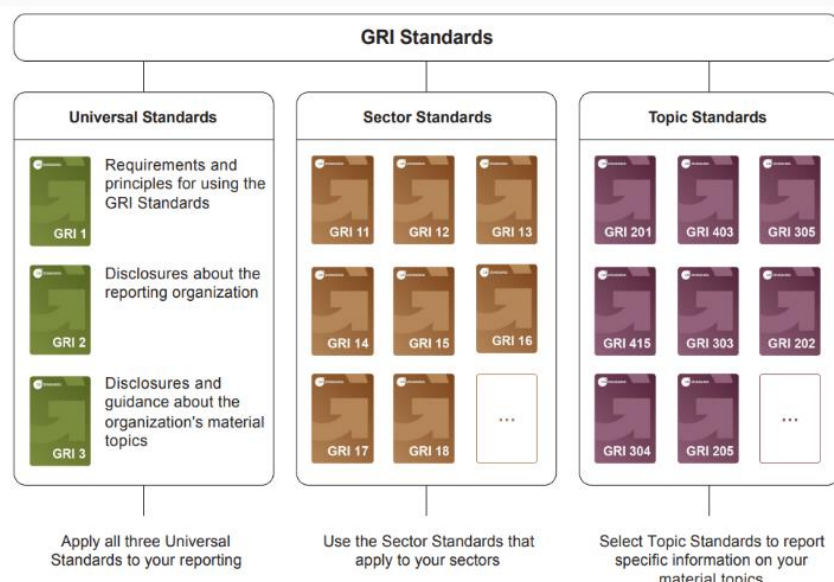 GRI Standards
Universal Standards
GRI 1
Requirements and
principles for using the
GRI Standards
GRI 2
Disclosures about the
reporting organization
GRI 3
Disclosures and
guidance about the
organization's material
topics
Apply all three Universal
Standards to your reporting
Sector Standards
GRI 11
GRI 12
GRI 13
GRI 14
GRI 15
GRI 16
GRI 17
GRI 18
...
Use the Sector Standards that
apply to your sectors
Topic Standards
GRI 201
GRI 403
GRI 305
GRI 415
GRI 303
GRI 202
GRI 304
GRI 205
...
Select Topic Standards to report
specific information on your
material topics